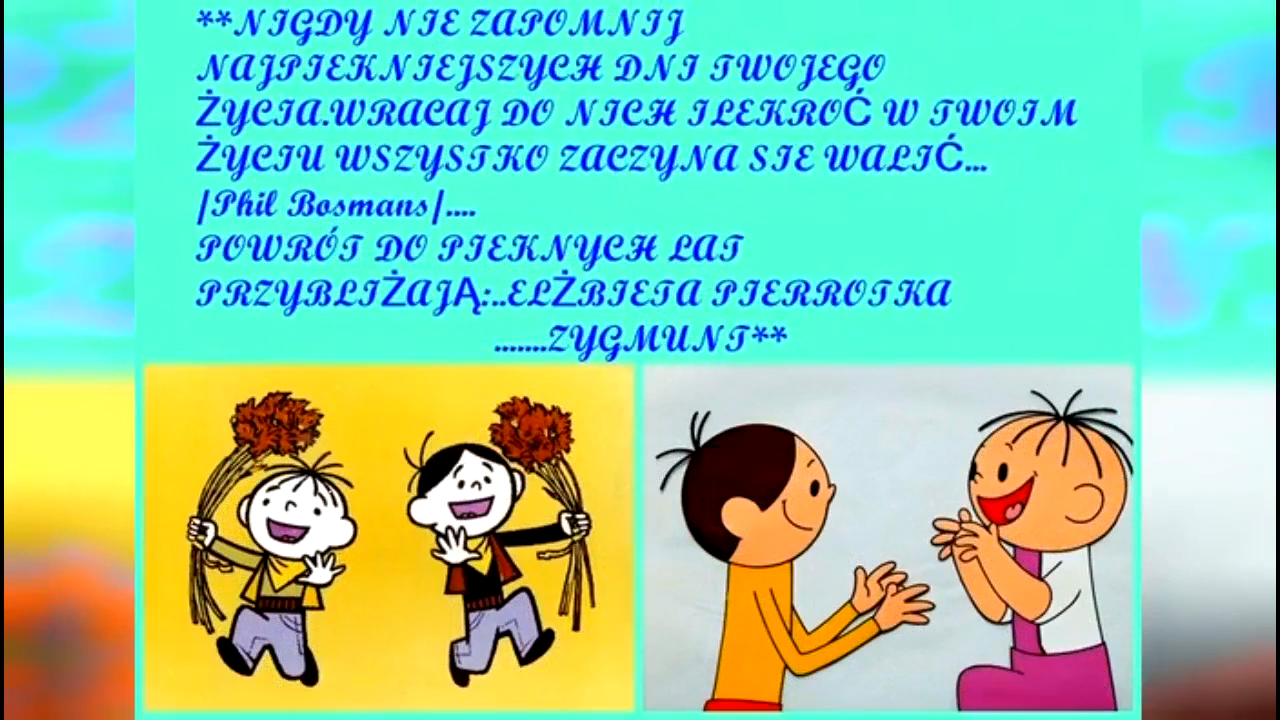 **NIGDY NIE ZAPOMNIJ
NAJPIEKNIEJSZYCH DNI TWOJEGO
ŻYCIA.WRACAJ DO NICH ILEKROĆ W TWOIM
ŻYCIU WSZYSTKO ZACZYNA SIE WALIĆ...
/Phil Bosmans/....
POWRÓT DO PIEKNYCH LAT
PRZYBLIŻAJĄ:..ELŻBIETA PIERROTKA
.......ZYGMUNT**